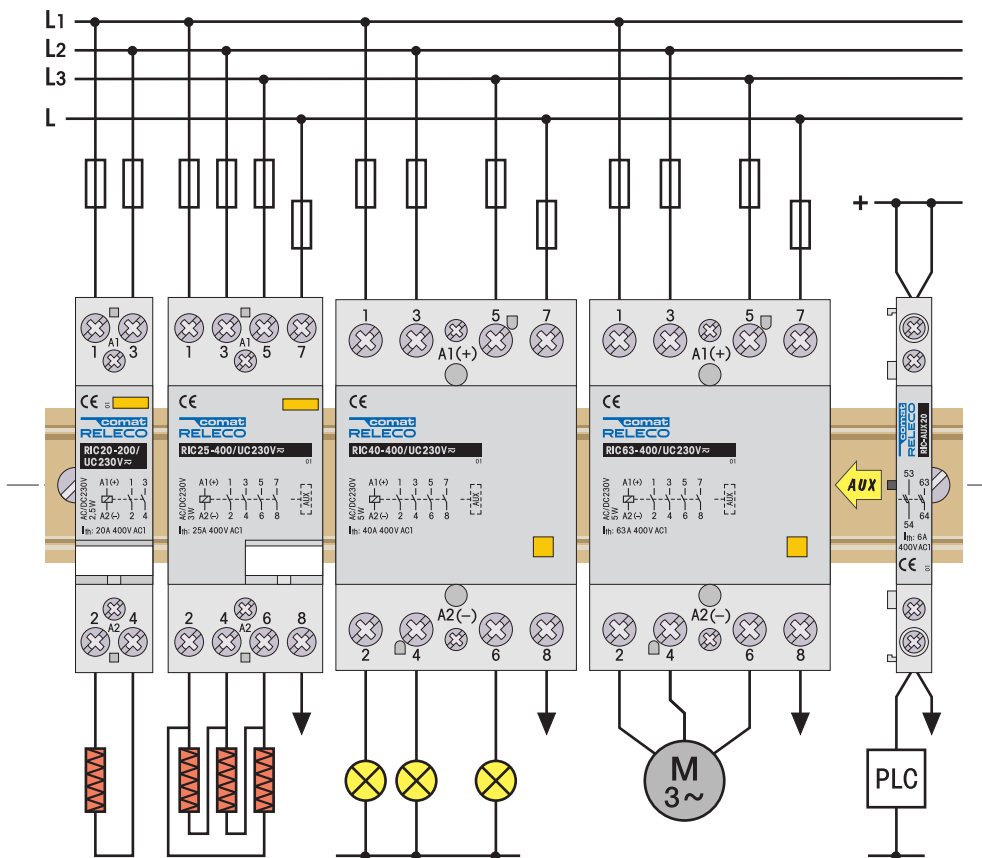 L1
L2
L3
L
+
1 3
A1
CE 01
comat
RELECO
RIC20-200/
UC230V≂
AC/DC230V
2,5W
A1(+) 1 3
A2(–) 2 4
Ith: 20A 400V AC1
2 4
A2
1 3 5 7
A1
CE
comat
RELECO
RIC25-400/UC230V≂
01
AC/DC230V
3W
A1(+) 1 3 5 7
A2(–) 2 4 6 8
AUX
Ith: 25A 400V AC1
2 4 6 8
A2
1 3 5 7
A1(+)
CE
comat
RELECO
RIC40-400/UC230V≂
01
AC/DC230V
5W
A1(+) 1 3 5 7
A2(–) 2 4 6 8
AUX
Ith: 40A 400V AC1
A2(–)
2 4 6 8
1 3 5 7
A1(+)
CE
comat
RELECO
RIC63-400/UC230V≂
01
AC/DC230V
5W
A1(+) 1 3 5 7
A2(–) 2 4 6 8
AUX
Ith: 63A 400V AC1
A2(–)
2 4 6 8
AUX
comat
RELECO
RIC-AUX20
53 63
54 64
Ith: 6A
400V AC1
CE 01
M
3~
PLC